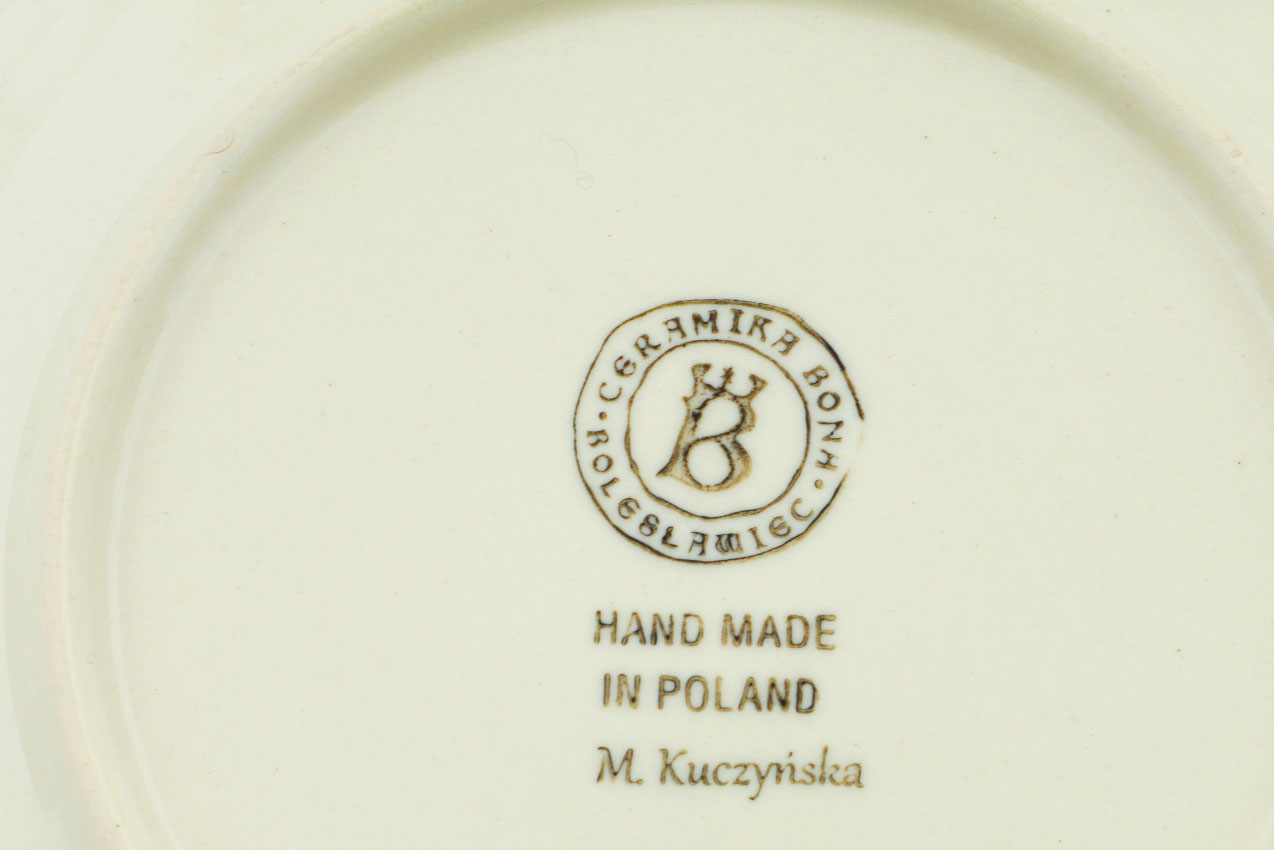 CERAMIKA BONA
BOLESŁAWIEC
B
HAND MADE
IN POLAND
M. Kuczyńska